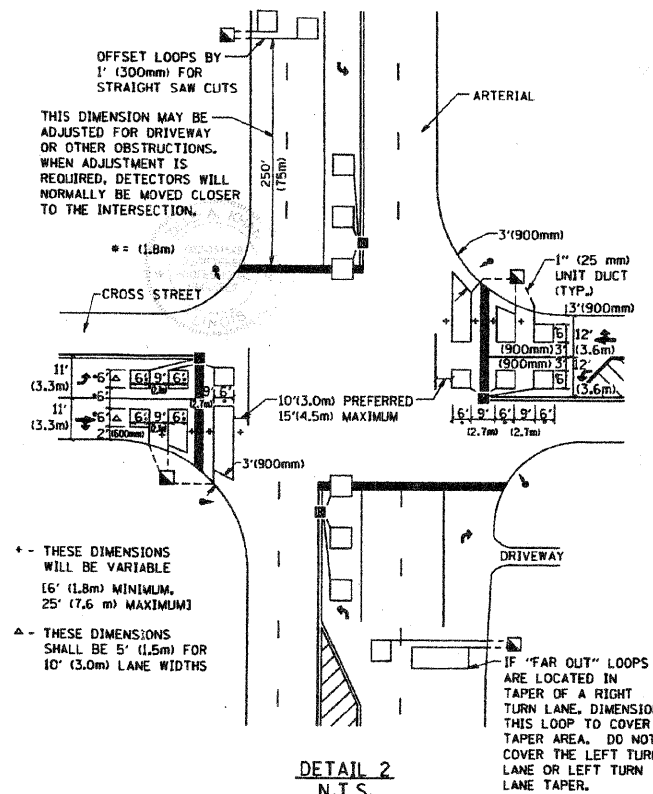 OFFSET LOOPS BY
1' (300mm) FOR
STRAIGHT SAW CUTS
THIS DIMENSION MAY BE
ADJUSTED FOR DRIVEWAY
OR OTHER OBSTRUCTIONS.
WHEN ADJUSTMENT IS
REQUIRED, DETECTORS WILL
NORMALLY BE MOVED CLOSER
TO THE INTERSECTION.
* = (1.8m)
250'
(75m)
ARTERIAL
3'(900mm)
1" (25 mm)
UNIT DUCT
(TYP.)
3'(900mm)
CROSS STREET
11'
(3.3m)
*6'
6' 9' 6'
*6'
9' 6'
(2.7m)
11'
(3.3m)
*6'
6' 9' 6'
2' (600mm)
3'(900mm)
10'(3.0m) PREFERRED
15'(4.5m) MAXIMUM
6'
12'
(3.6m)
(900mm) 3'
(900mm) 3'
12'
6'
(3.6m)
6' 9' 6' 9' 6'
(2.7m) (2.7m)
+ - THESE DIMENSIONS
WILL BE VARIABLE
[6' (1.8m) MINIMUM.
25' (7.6 m) MAXIMUM]
△ - THESE DIMENSIONS
SHALL BE 5' (1.5m) FOR
10' (3.0m) LANE WIDTHS
DRIVEWAY
IF "FAR OUT" LOOPS
ARE LOCATED IN
TAPER OF A RIGHT
TURN LANE, DIMENSION
THIS LOOP TO COVER
TAPER AREA. DO NOT
COVER THE LEFT TURN
LANE OR LEFT TURN
LANE TAPER.
DETAIL 2
N.T.S.